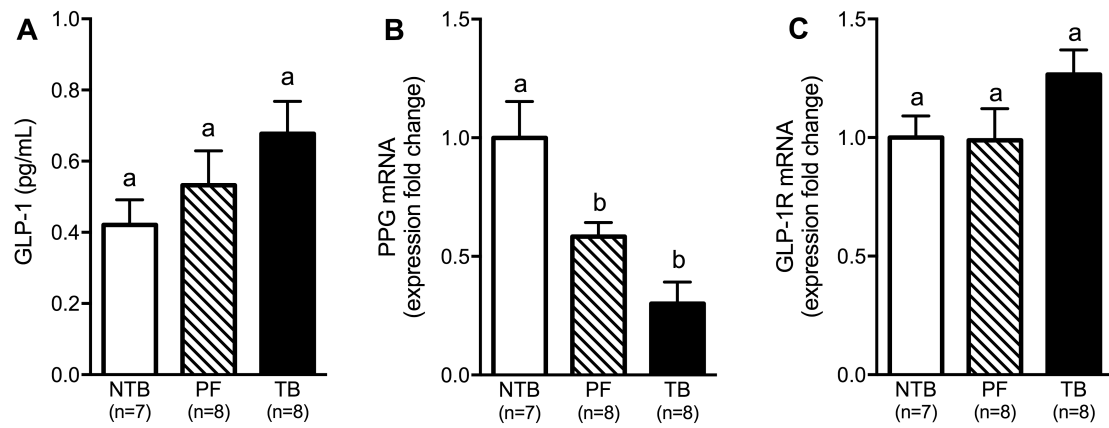 A
GLP-1 (pg/mL)
1.0
0.8
0.6
0.4
0.2
0.0
a
a
a
NTB
PF
TB
(n=7)
(n=8)
(n=8)
B
PPG mRNA
(expression fold change)
1.5
1.0
0.5
0.0
a
b
b
NTB
PF
TB
(n=7)
(n=8)
(n=8)
C
GLP-1R mRNA
(expression fold change)
1.5
1.0
0.5
0.0
a
a
a
NTB
PF
TB
(n=7)
(n=8)
(n=8)